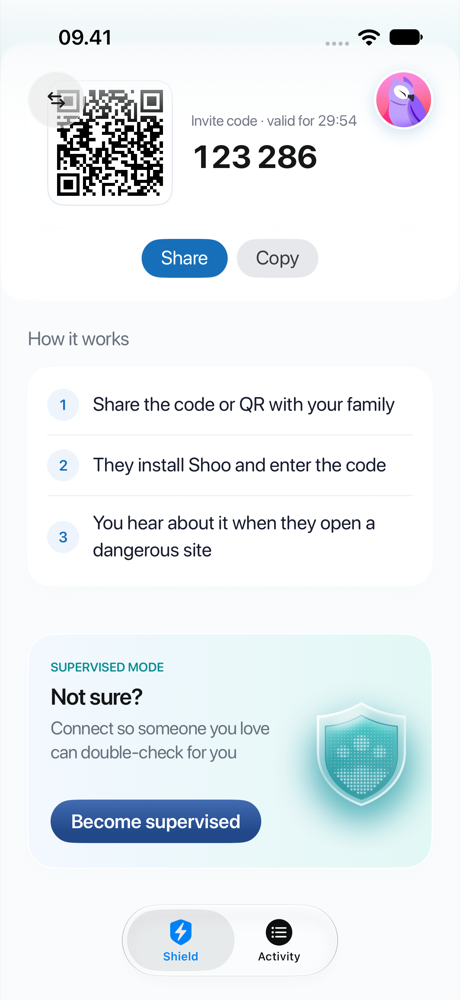 09.41
Invite code · valid for 29:54
123 286
Share
Copy
How it works
1
Share the code or QR with your family
2
They install Shoo and enter the code
3
You hear about it when they open a
dangerous site
SUPERVISED MODE
Not sure?
Connect so someone you love
can double-check for you
Become supervised
Shield
Activity